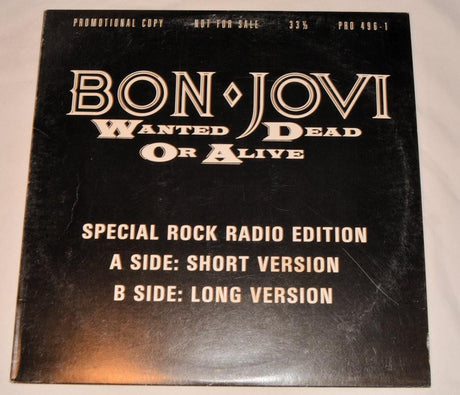 PROMOTIONAL COPY NOT FOR SALE 33⅓ PRO 496-1
BON ◆ JOVI
WANTED DEAD
OR ALIVE
SPECIAL ROCK RADIO EDITION
A SIDE: SHORT VERSION
B SIDE: LONG VERSION